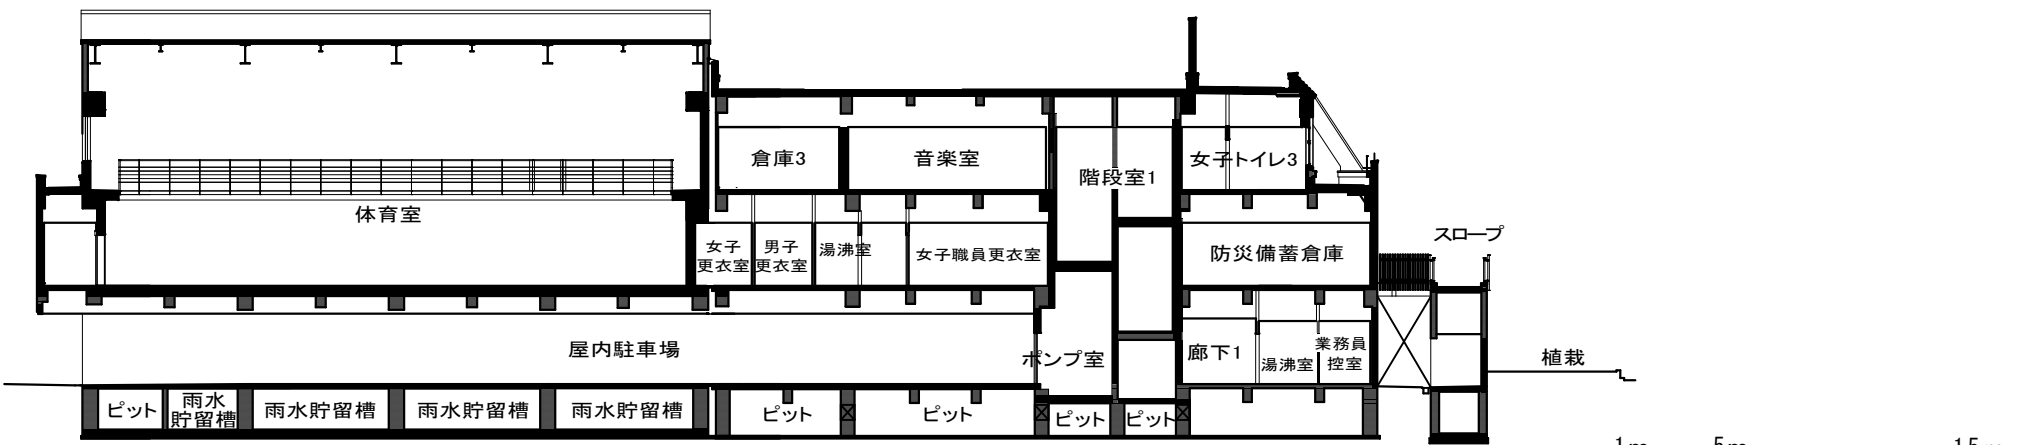 倉庫3
音楽室
階段室1
女子トイレ3
体育室
女子
更衣室
男子
更衣室
湯沸室
女子職員更衣室
防災備蓄倉庫
スロープ
屋内駐車場
ポンプ室
廊下1
湯沸室
業務員
控室
植栽
ピット
雨水
貯留槽
雨水貯留槽
雨水貯留槽
雨水貯留槽
ピット
ピット
ピット
ピット
1m
5m
15m